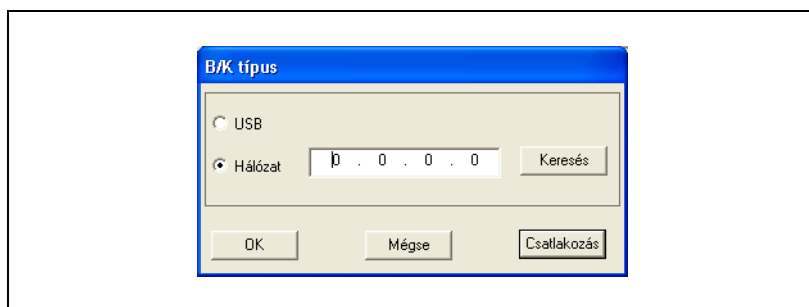 B/K típus
USB
Hálózat 0 . 0 . 0 . 0 Keresés
OK Mégse Csatlakozás